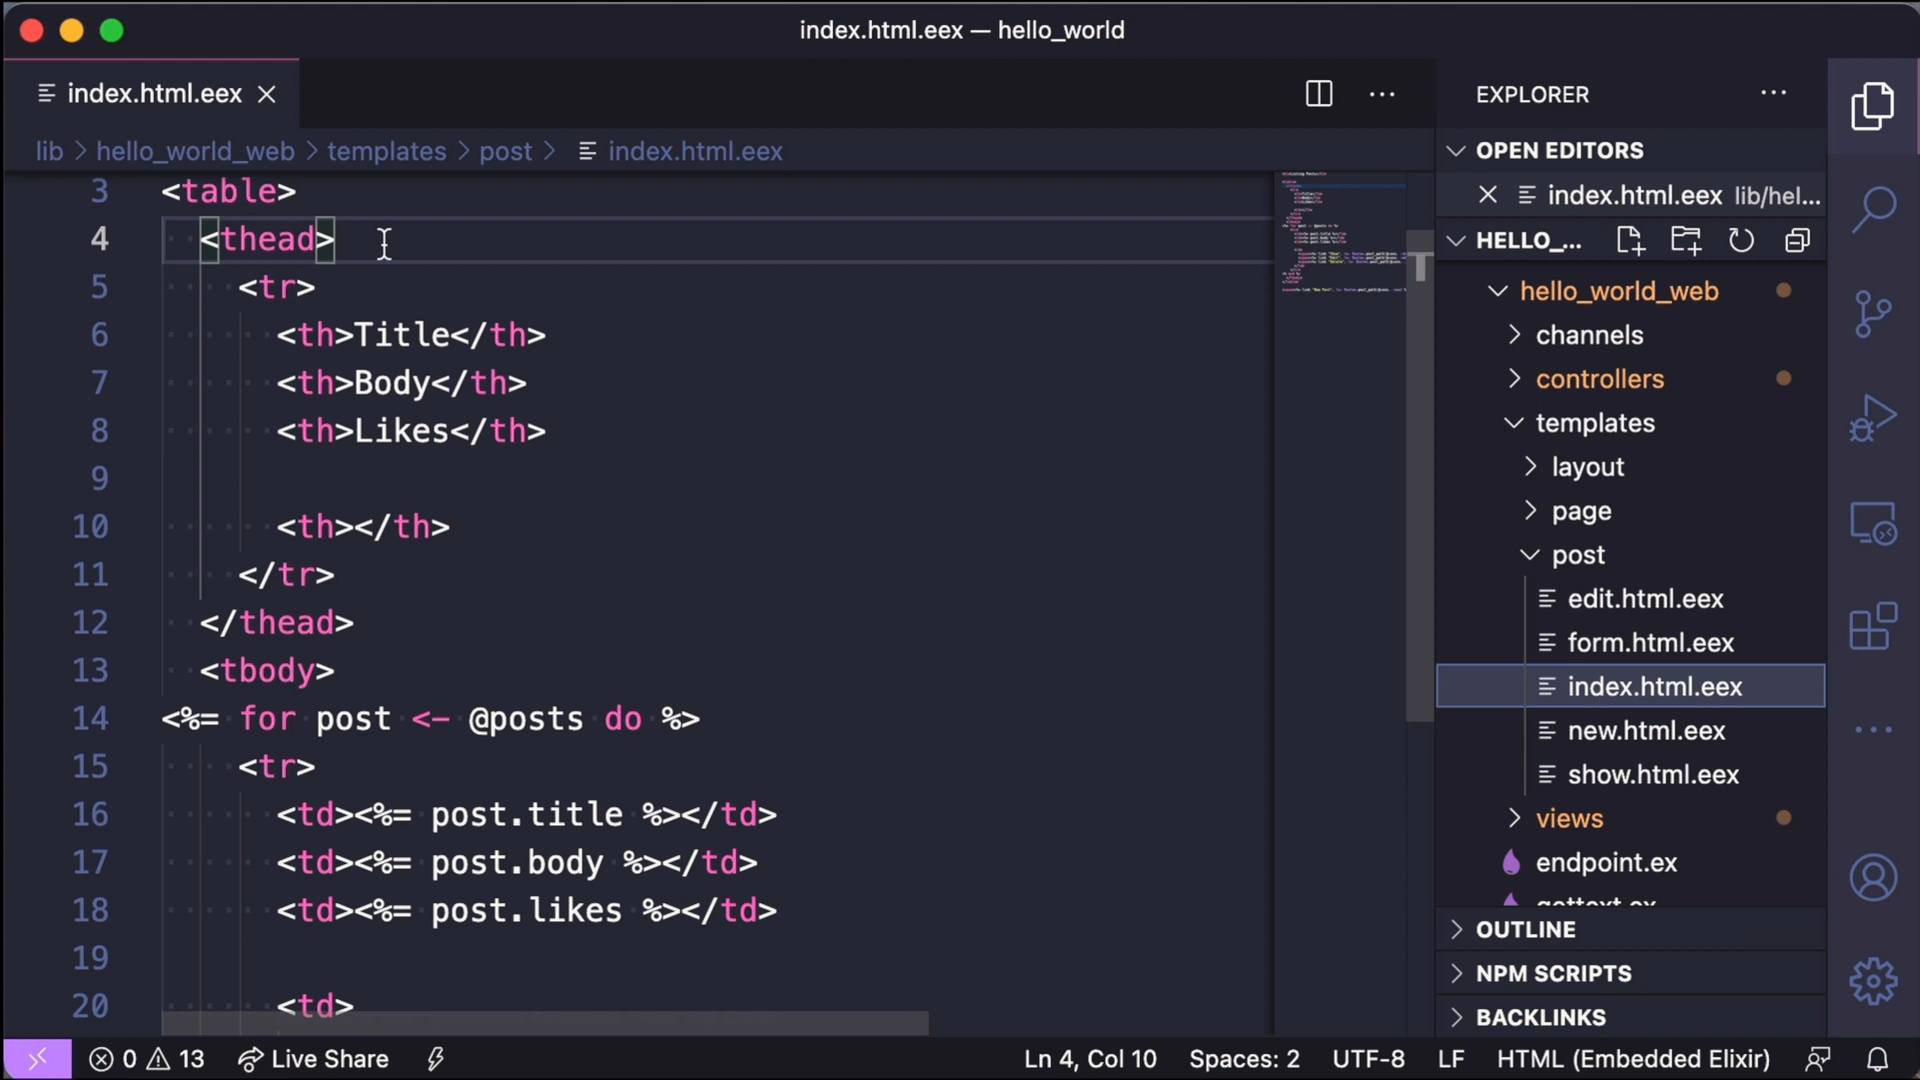 index.html.eex — hello_world
index.html.eex
lib > hello_world_web > templates > post > index.html.eex
3 <table>
4 <thead>
5 <tr>
6 <th>Title</th>
7 <th>Body</th>
8 <th>Likes</th>
9
10 <th></th>
11 </tr>
12 </thead>
13 <tbody>
14 <%= for post <- @posts do %>
15 <tr>
16 <td><%= post.title %></td>
17 <td><%= post.body %></td>
18 <td><%= post.likes %></td>
19
20 <td>
EXPLORER
OPEN EDITORS
index.html.eex lib/hel...
HELLO_...
hello_world_web
channels
controllers
templates
layout
page
post
edit.html.eex
form.html.eex
index.html.eex
new.html.eex
show.html.eex
views
endpoint.ex
gettext.ex
OUTLINE
NPM SCRIPTS
BACKLINKS
0 13 Live Share
Ln 4, Col 10 Spaces: 2 UTF-8 LF HTML (Embedded Elixir)